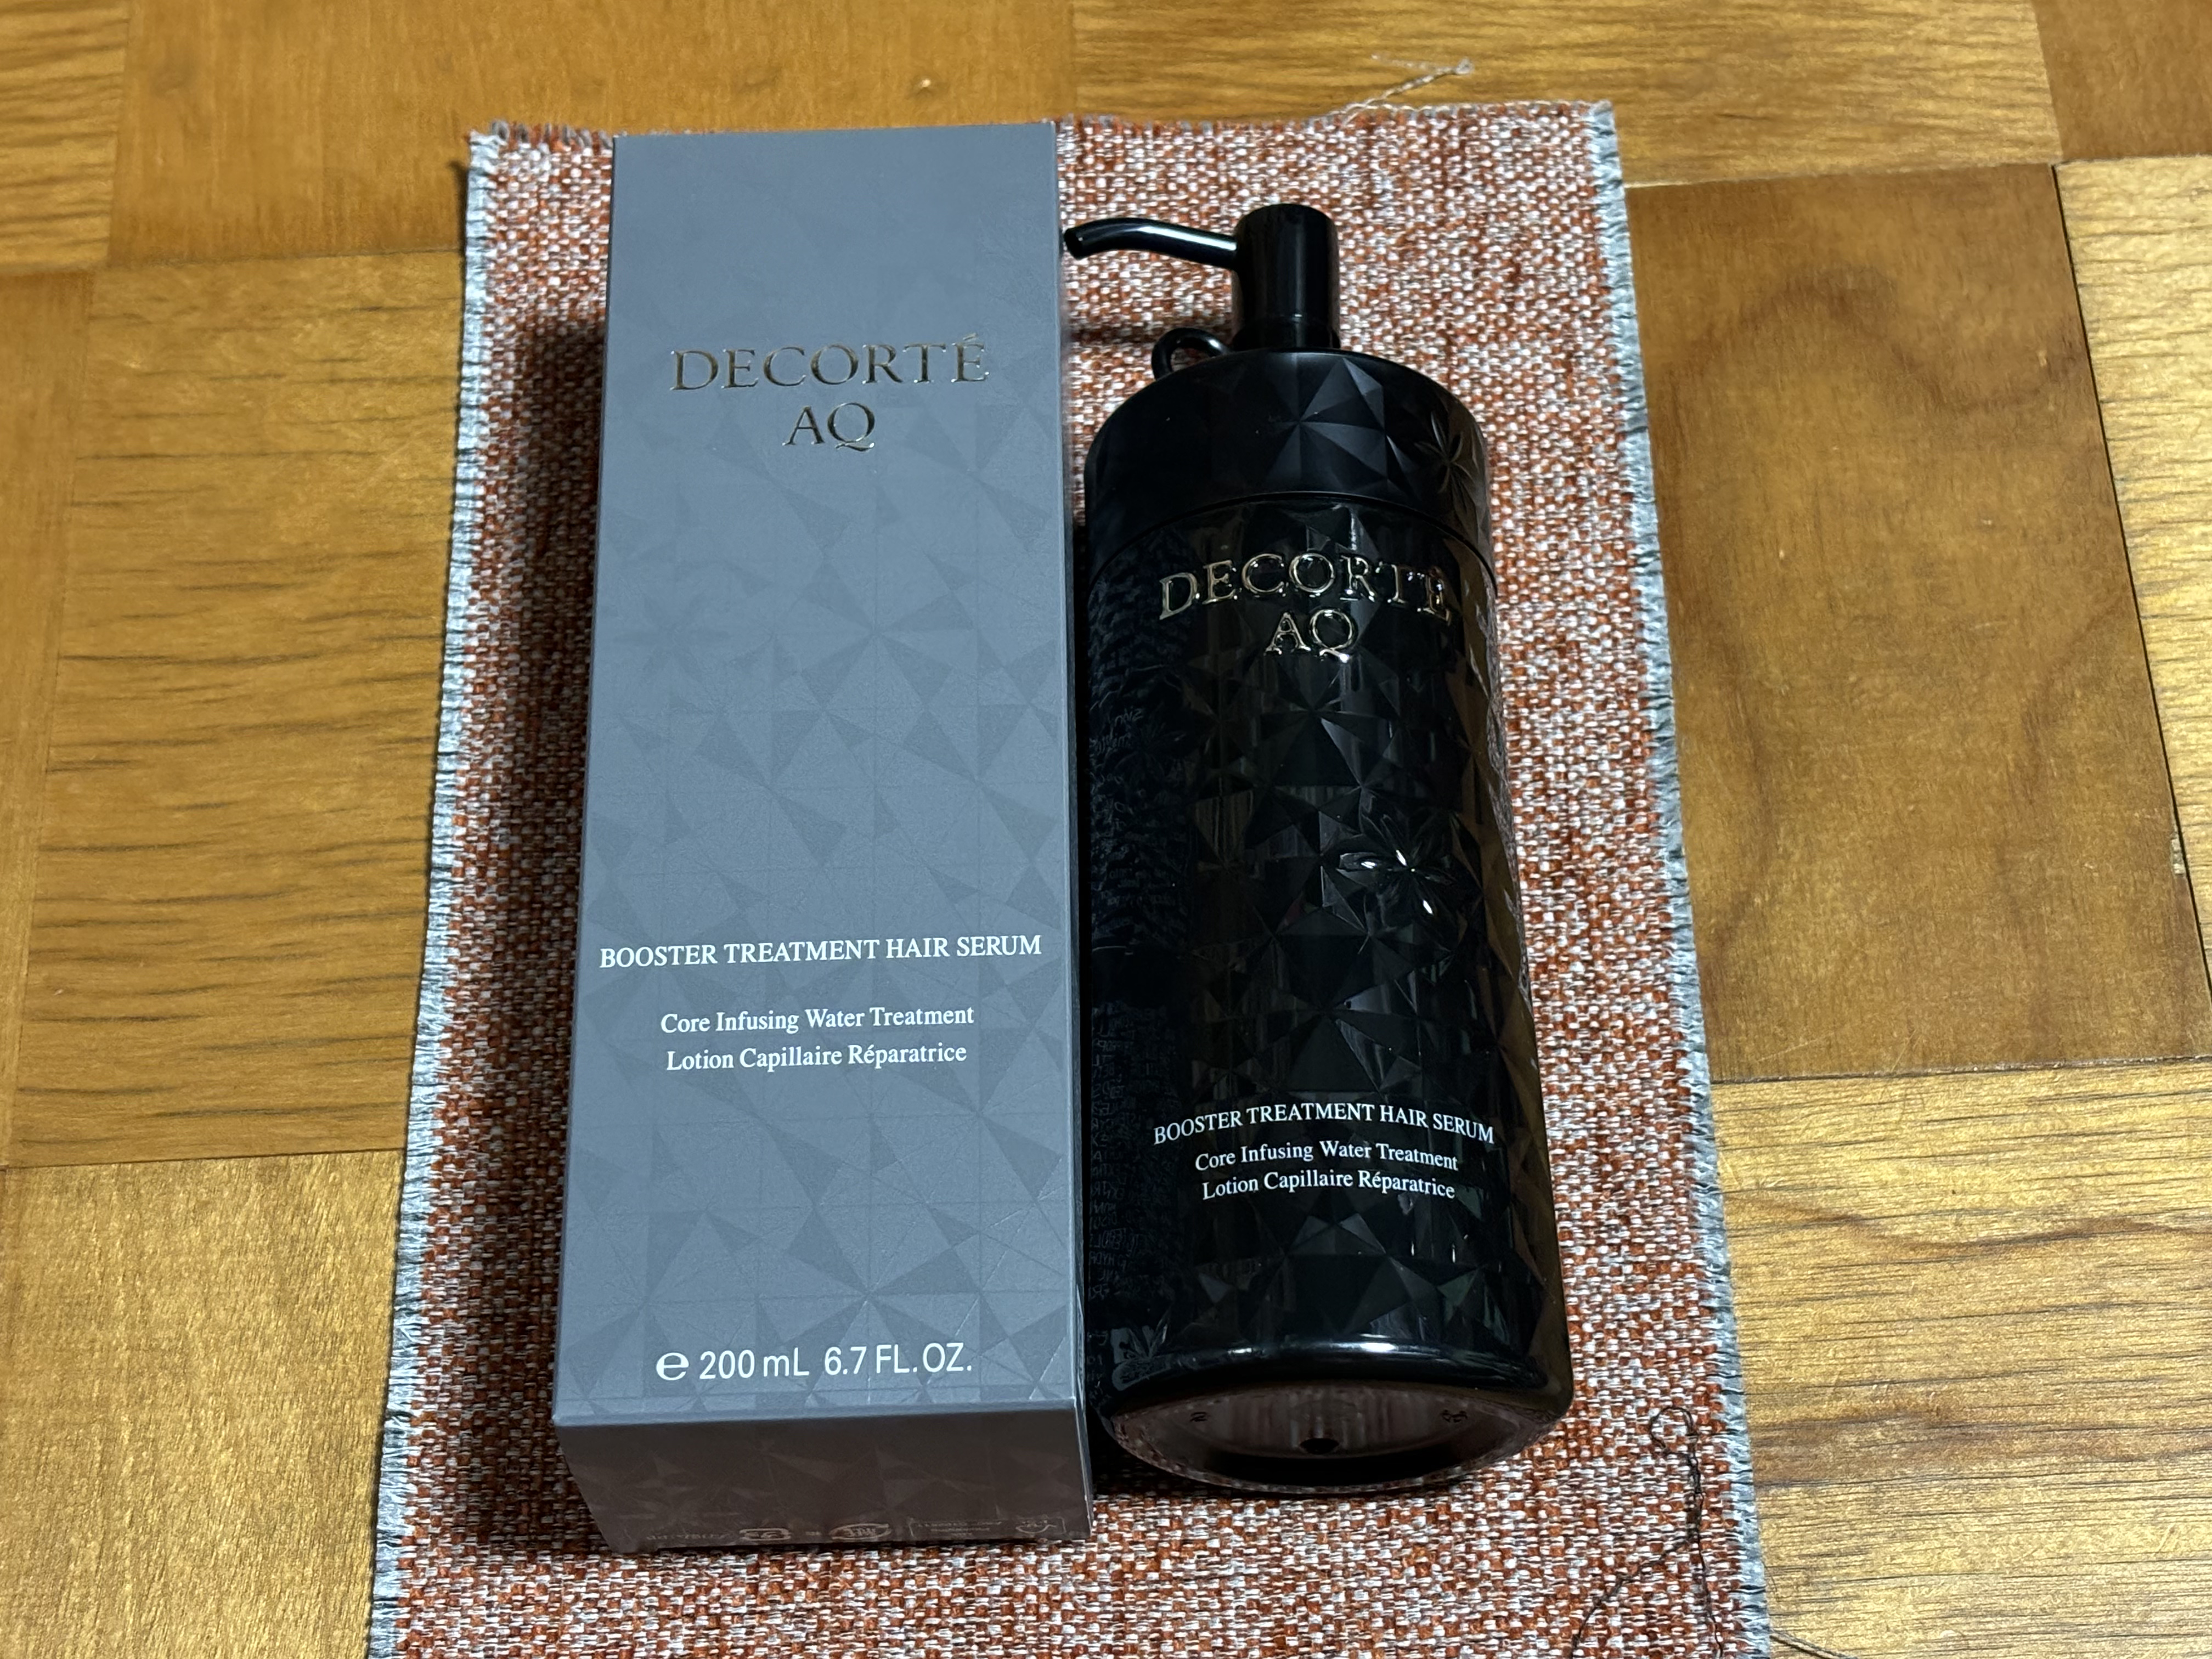 DECORTÉ
AQ
BOOSTER TREATMENT HAIR SERUM
Core Infusing Water Treatment
Lotion Capillaire Réparatrice
℮ 200 mL 6.7 FL. OZ.
DECORTÉ
AQ
BOOSTER TREATMENT HAIR SERUM
Core Infusing Water Treatment
Lotion Capillaire Réparatrice